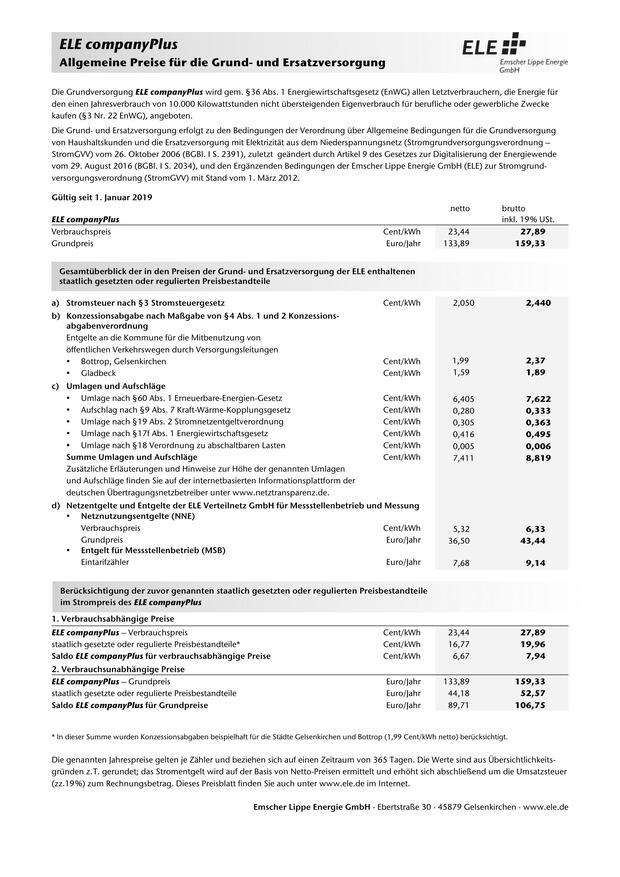 ELE companyPlus
Allgemeine Preise für die Grund- und Ersatzversorgung
ELE
Emscher Lippe Energie
GmbH
Die Grundversorgung ELE companyPlus wird gem. §36 Abs. 1 Energiewirtschaftsgesetz (EnWG) allen Letztverbrauchern, die Energie für
den einen Jahresverbrauch von 10.000 Kilowattstunden nicht übersteigenden Eigenverbrauch für berufliche oder gewerbliche Zwecke
kaufen (§3 Nr. 22 EnWG), angeboten.
Die Grund- und Ersatzversorgung erfolgt zu den Bedingungen der Verordnung über Allgemeine Bedingungen für die Grundversorgung
von Haushaltskunden und die Ersatzversorgung mit Elektrizität aus dem Niederspannungsnetz (Stromgrundversorgungsverordnung –
StromGVV) vom 26. Oktober 2006 (BGBl. I S. 2391), zuletzt geändert durch Artikel 9 des Gesetzes zur Digitalisierung der Energiewende
vom 29. August 2016 (BGBl. I S. 2034), und den Ergänzenden Bedingungen der Emscher Lippe Energie GmbH (ELE) zur Stromgrund-
versorgungsverordnung (StromGVV) mit Stand vom 1. März 2012.
Gültig seit 1. Januar 2019
netto brutto
ELE companyPlus inkl. 19% USt.
Verbrauchspreis Cent/kWh 23,44 27,89
Grundpreis Euro/Jahr 133,89 159,33
Gesamtüberblick der in den Preisen der Grund- und Ersatzversorgung der ELE enthaltenen
staatlich gesetzten oder regulierten Preisbestandteile
a) Stromsteuer nach §3 Stromsteuergesetz Cent/kWh 2,050 2,440
b) Konzessionsabgabe nach Maßgabe von §4 Abs. 1 und 2 Konzessions-
abgabenverordnung
Entgelte an die Kommune für die Mitbenutzung von
öffentlichen Verkehrswegen durch Versorgungsleitungen
• Bottrop, Gelsenkirchen Cent/kWh 1,99 2,37
• Gladbeck Cent/kWh 1,59 1,89
c) Umlagen und Aufschläge
• Umlage nach §60 Abs. 1 Erneuerbare-Energien-Gesetz Cent/kWh 6,405 7,622
• Aufschlag nach §9 Abs. 7 Kraft-Wärme-Kopplungsgesetz Cent/kWh 0,280 0,333
• Umlage nach §19 Abs. 2 Stromnetzentgeltverordnung Cent/kWh 0,305 0,363
• Umlage nach §17f Abs. 1 Energiewirtschaftsgesetz Cent/kWh 0,416 0,495
• Umlage nach §18 Verordnung zu abschaltbaren Lasten Cent/kWh 0,005 0,006
Summe Umlagen und Aufschläge Cent/kWh 7,411 8,819
Zusätzliche Erläuterungen und Hinweise zur Höhe der genannten Umlagen
und Aufschläge finden Sie auf der internetbasierten Informationsplattform der
deutschen Übertragungsnetzbetreiber unter www.netztransparenz.de.
d) Netzentgelte und Entgelte der ELE Verteilnetz GmbH für Messstellenbetrieb und Messung
• Netznutzungsentgelte (NNE)
Verbrauchspreis Cent/kWh 5,32 6,33
Grundpreis Euro/Jahr 36,50 43,44
• Entgelt für Messstellenbetrieb (MSB)
Eintarifzähler Euro/Jahr 7,68 9,14
Berücksichtigung der zuvor genannten staatlich gesetzten oder regulierten Preisbestandteile
im Strompreis des ELE companyPlus
1. Verbrauchsabhängige Preise
ELE companyPlus – Verbrauchspreis Cent/kWh 23,44 27,89
staatlich gesetzte oder regulierte Preisbestandteile* Cent/kWh 16,77 19,96
Saldo ELE companyPlus für verbrauchsabhängige Preise Cent/kWh 6,67 7,94
2. Verbrauchsunabhängige Preise
ELE companyPlus – Grundpreis Euro/Jahr 133,89 159,33
staatlich gesetzte oder regulierte Preisbestandteile Euro/Jahr 44,18 52,57
Saldo ELE companyPlus für Grundpreise Euro/Jahr 89,71 106,75
* In dieser Summe wurden Konzessionsabgaben beispielhaft für die Städte Gelsenkirchen und Bottrop (1,99 Cent/kWh netto) berücksichtigt.
Die genannten Jahrespreise gelten je Zähler und beziehen sich auf einen Zeitraum von 365 Tagen. Die Werte sind aus Übersichtlichkeits-
gründen z.T. gerundet; das Stromentgelt wird auf der Basis von Netto-Preisen ermittelt und erhöht sich abschließend um die Umsatzsteuer
(zz.19%) zum Rechnungsbetrag. Dieses Preisblatt finden Sie auch unter www.ele.de im Internet.
Emscher Lippe Energie GmbH · Ebertstraße 30 · 45879 Gelsenkirchen · www.ele.de